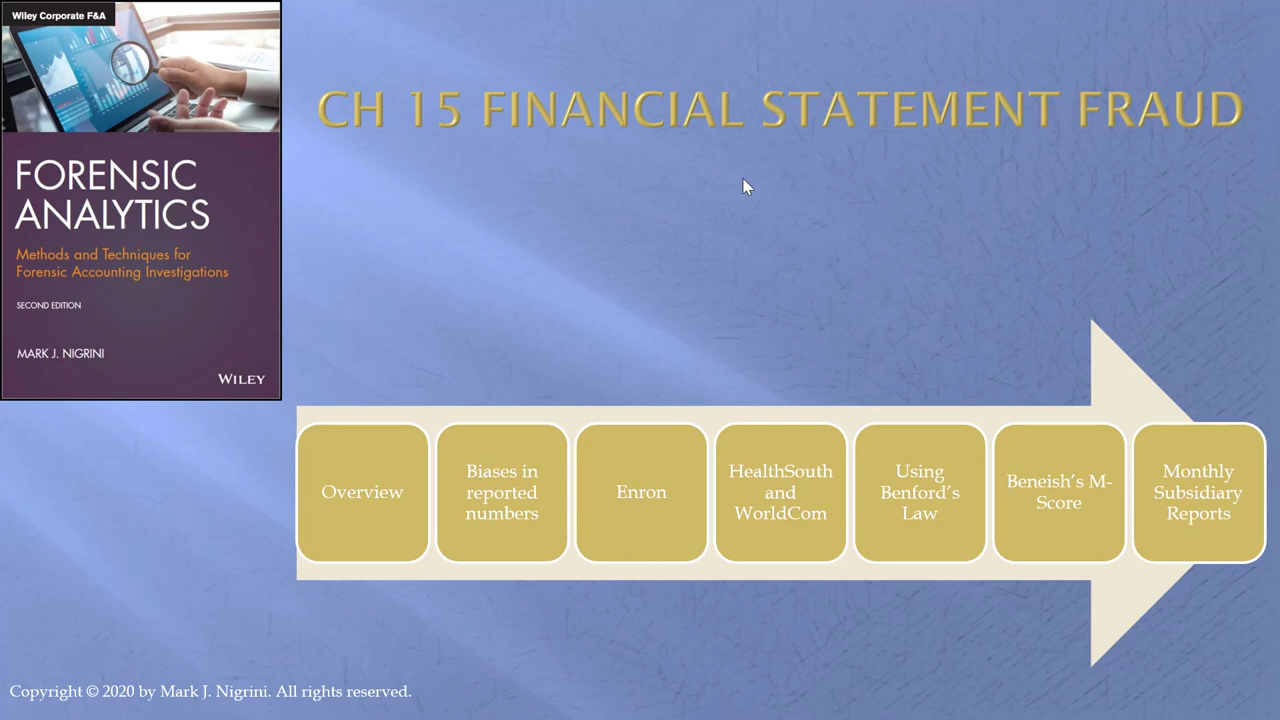 Wiley Corporate F&A
FORENSIC
ANALYTICS
Methods and Techniques for
Forensic Accounting Investigations
SECOND EDITION
MARK J. NIGRINI
WILEY
CH 15 FINANCIAL STATEMENT FRAUD
Overview
Biases in
reported
numbers
Enron
HealthSouth
and
WorldCom
Using
Benford's
Law
Beneish's M-
Score
Monthly
Subsidiary
Reports
Copyright © 2020 by Mark J. Nigrini. All rights reserved.